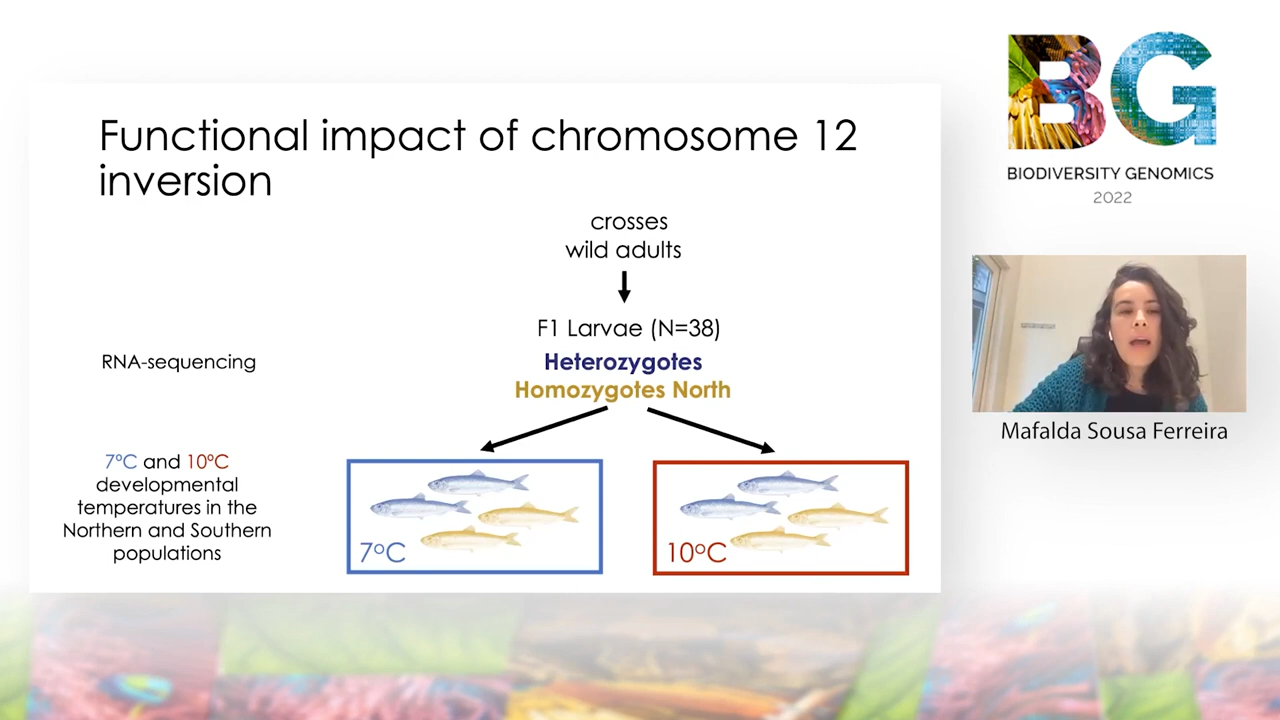 Functional impact of chromosome 12
inversion
crosses
wild adults
F1 Larvae (N=38)
RNA-sequencing
Heterozygotes
Homozygotes North
7ºC and 10ºC
developmental
temperatures in the
Northern and Southern
populations
7ºC
10ºC
BG
BIODIVERSITY GENOMICS
2022
Mafalda Sousa Ferreira